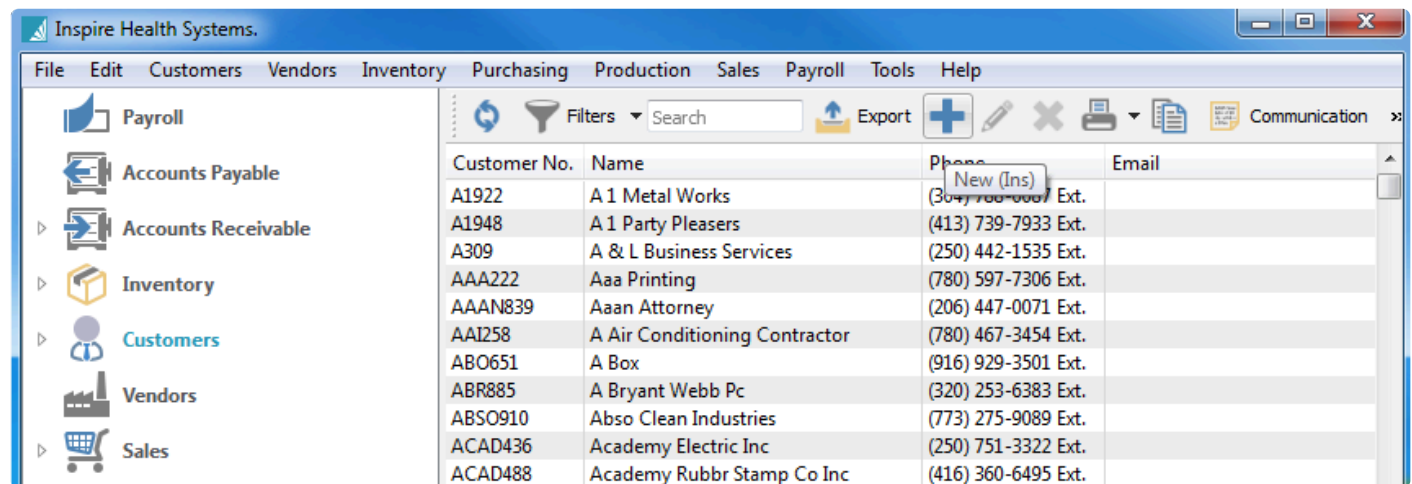 Inspire Health Systems.
File Edit Customers Vendors Inventory Purchasing Production Sales Payroll Tools Help
Payroll
Accounts Payable
Accounts Receivable
Inventory
Customers
Vendors
Sales
Filters Search Export Communication »
Customer No. Name Phone Email
New (Ins)
A1922 A 1 Metal Works Ext.
A1948 A 1 Party Pleasers (413) 739-7933 Ext.
A309 A & L Business Services (250) 442-1535 Ext.
AAA222 Aaa Printing (780) 597-7306 Ext.
AAAN839 Aaan Attorney (206) 447-0071 Ext.
AAI258 A Air Conditioning Contractor (780) 467-3454 Ext.
ABO651 A Box (916) 929-3501 Ext.
ABR885 A Bryant Webb Pc (320) 253-6383 Ext.
ABSO910 Abso Clean Industries (773) 275-9089 Ext.
ACAD436 Academy Electric Inc (250) 751-3322 Ext.
ACAD488 Academy Rubbr Stamp Co Inc (416) 360-6495 Ext.